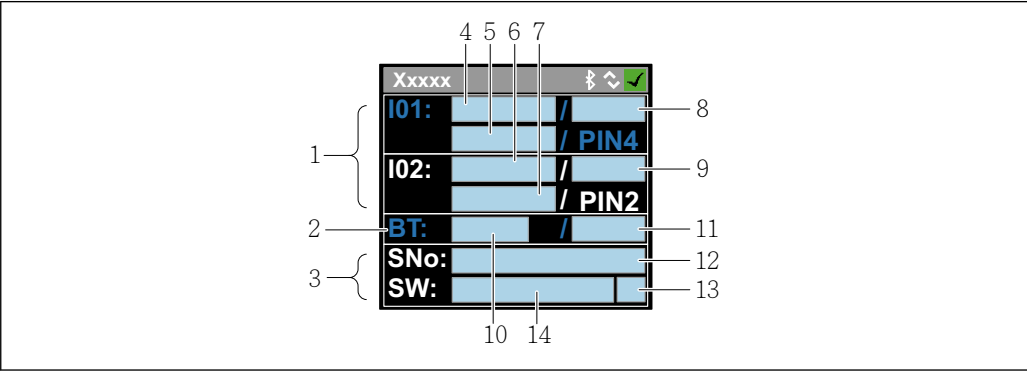 4 5 6 7
Xxxxx
I01: / 8
1 / PIN4
I02: / 9
/ PIN2
2 BT: / 11
SNo: 12
3 SW: 13
10 14